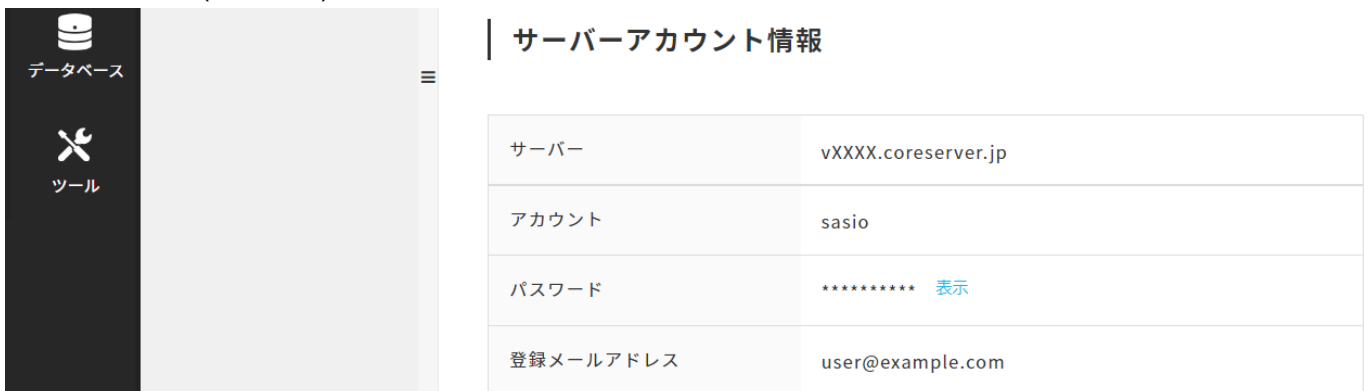 データベース
ツール
サーバーアカウント情報
サーバー vXXXX.coreserver.jp
アカウント sasio
パスワード ********** 表示
登録メールアドレス user@example.com